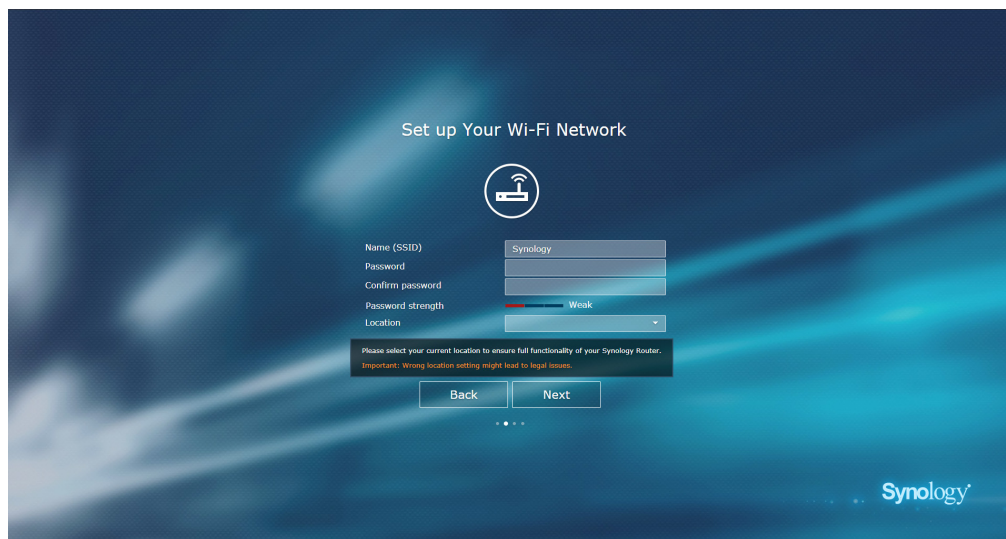 Set up Your Wi-Fi Network
Name (SSID)
Synology
Password
Confirm password
Password strength
Weak
Location
Please select your current location to ensure full functionality of your Synology Router.
Important: Wrong location setting might lead to legal issues.
Back
Next
Synology